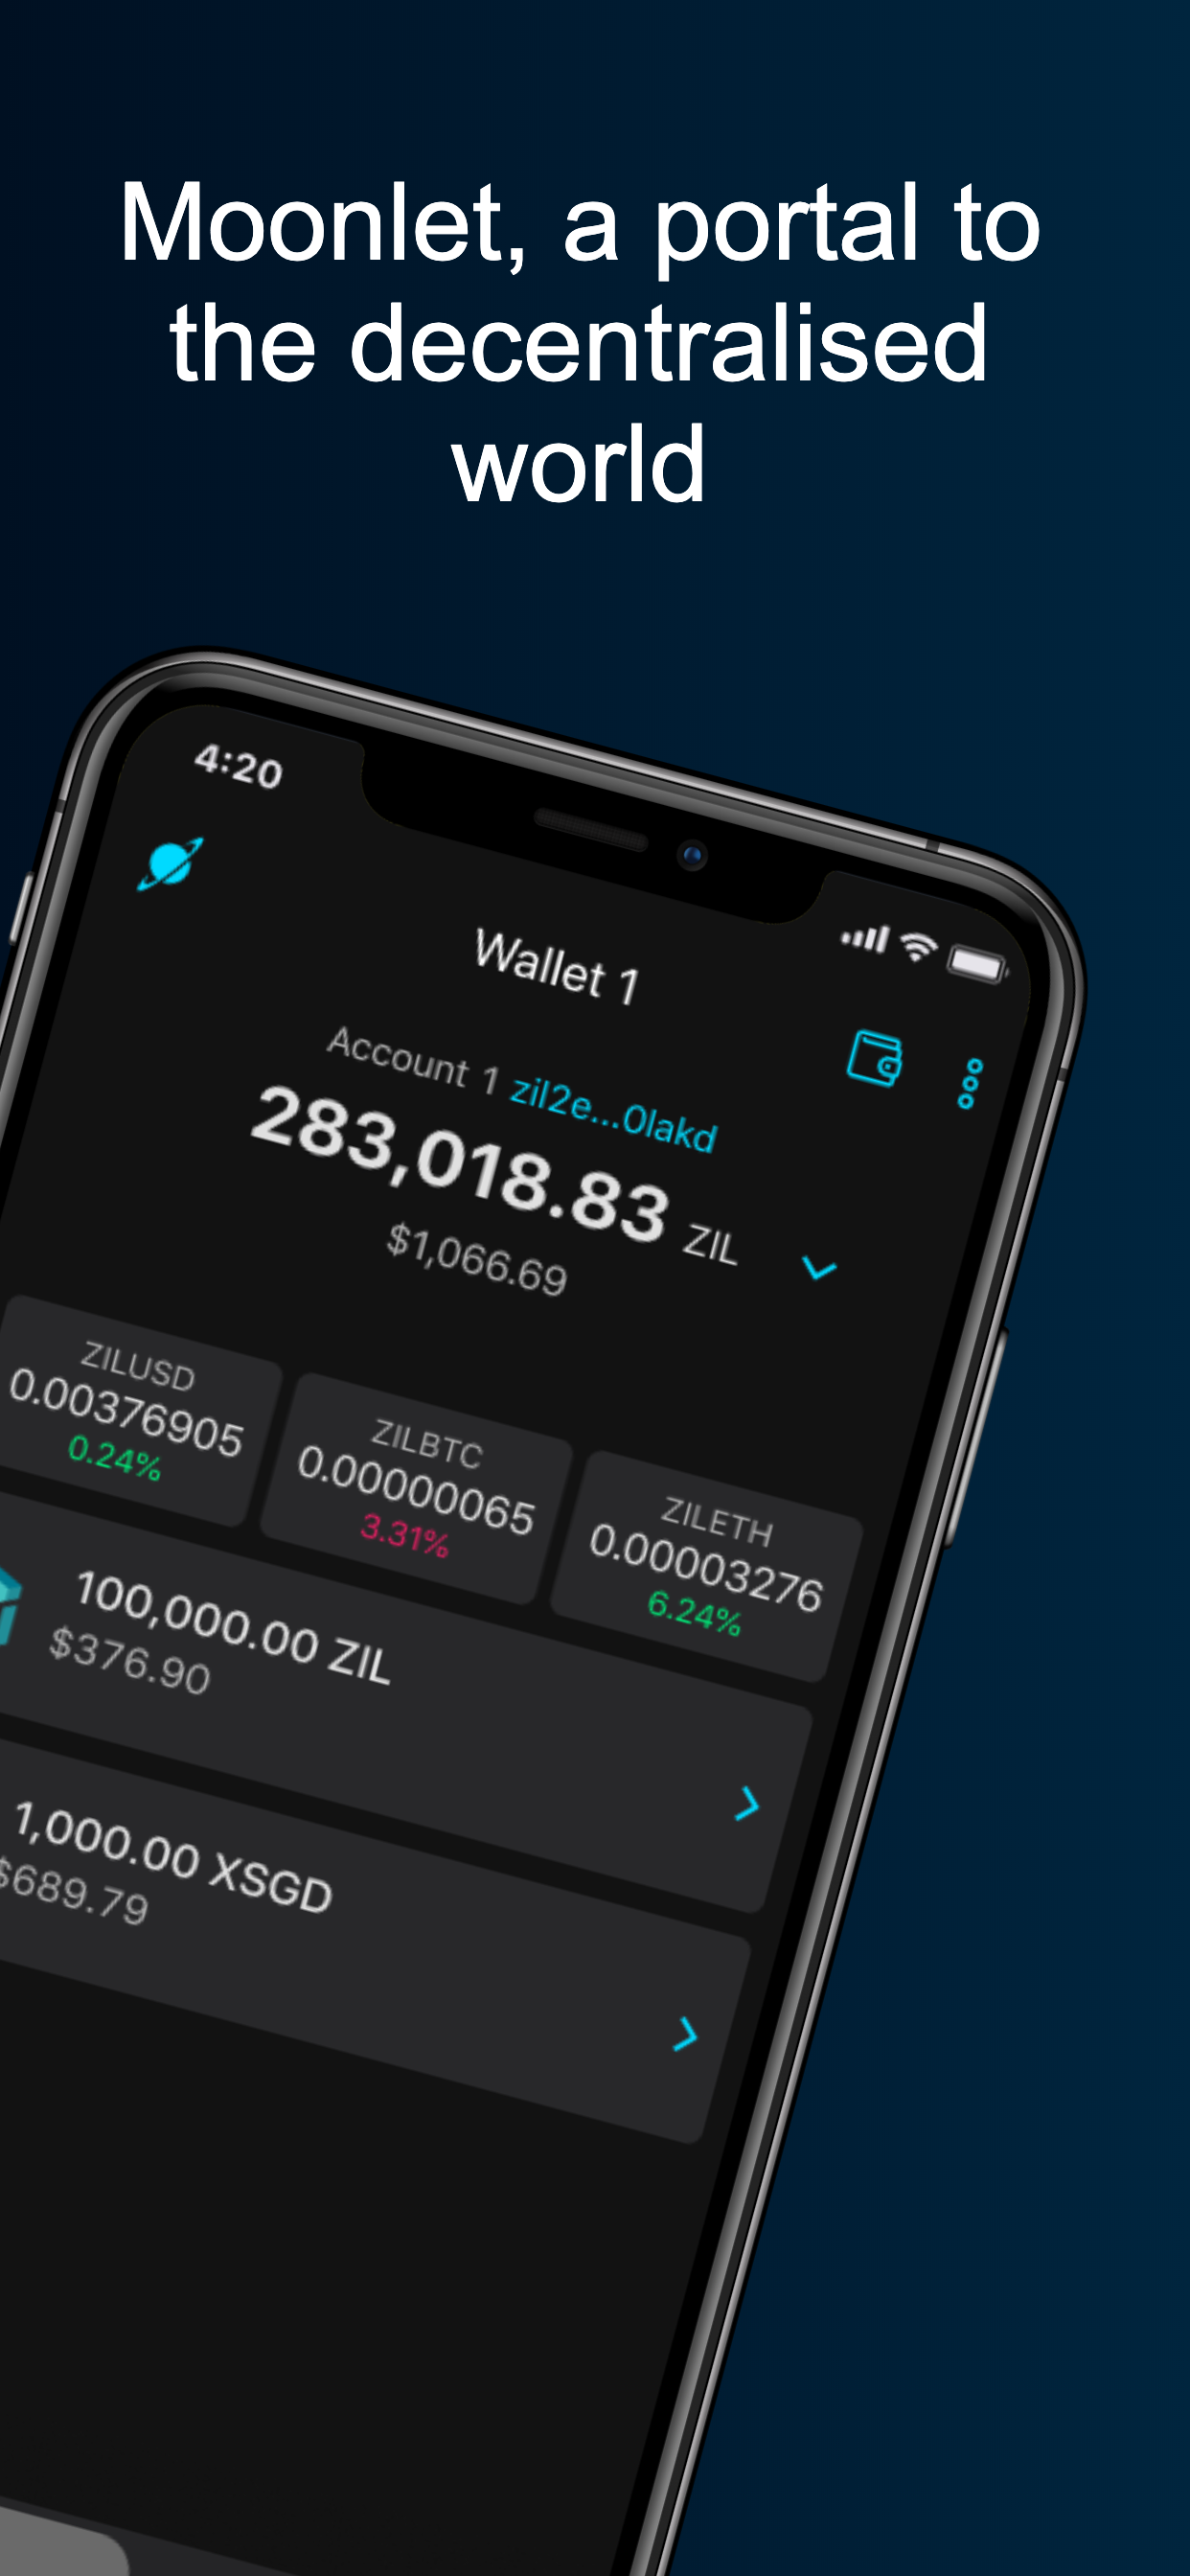 Moonlet, a portal to
the decentralised
world
4:20
Wallet 1
Account 1 zil2e...0lakd
283,018.83 ZIL
$1,066.69
ZILUSD
0.00376905
0.24%
ZILBTC
0.00000065
3.31%
ZILETH
0.00003276
6.24%
100,000.00 ZIL
$376.90
1,000.00 XSGD
$689.79